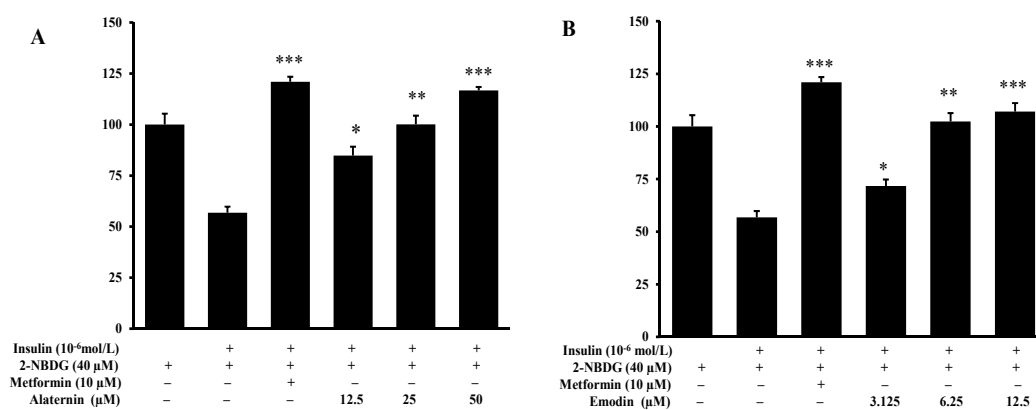 A
150
125
100
75
50
25
0
*** * ** ***
Insulin (10-6mol/L) + + + + +
2-NBDG (40 µM) + + + + + +
Metformin (10 µM) – – + – – –
Alaternin (µM) – – – 12.5 25 50
B
150
125
100
75
50
25
0
*** * ** ***
Insulin (10-6 mol/L) + + + + +
2-NBDG (40 µM) + + + + + +
Metformin (10 µM) – – + – – –
Emodin (µM) – – – 3.125 6.25 12.5